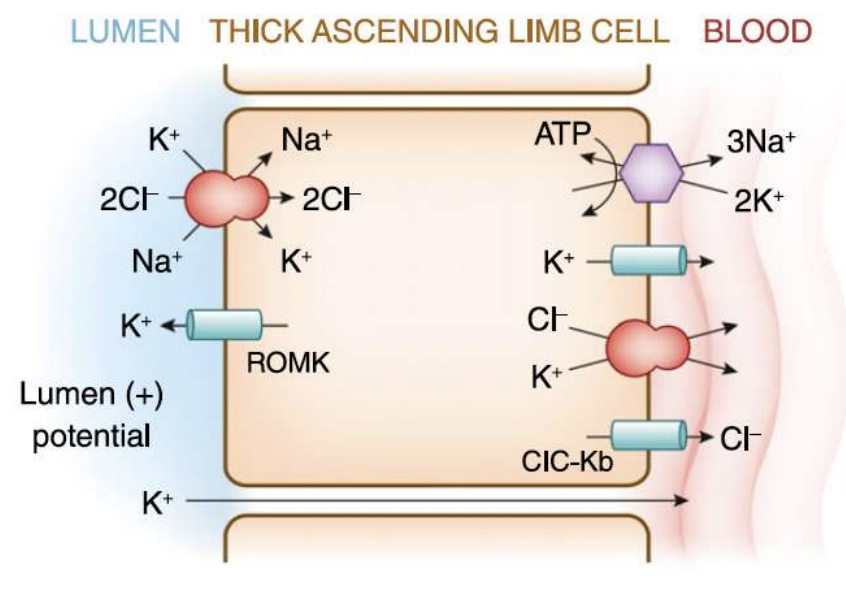 LUMEN THICK ASCENDING LIMB CELL BLOOD
K⁺ Na⁺ ATP 3Na⁺
2Cl⁻ 2Cl⁻ 2K⁺
Na⁺ K⁺ K⁺
K⁺ Cl⁻
ROMK K⁺
Lumen (+)
potential Cl⁻
ClC-Kb
K⁺